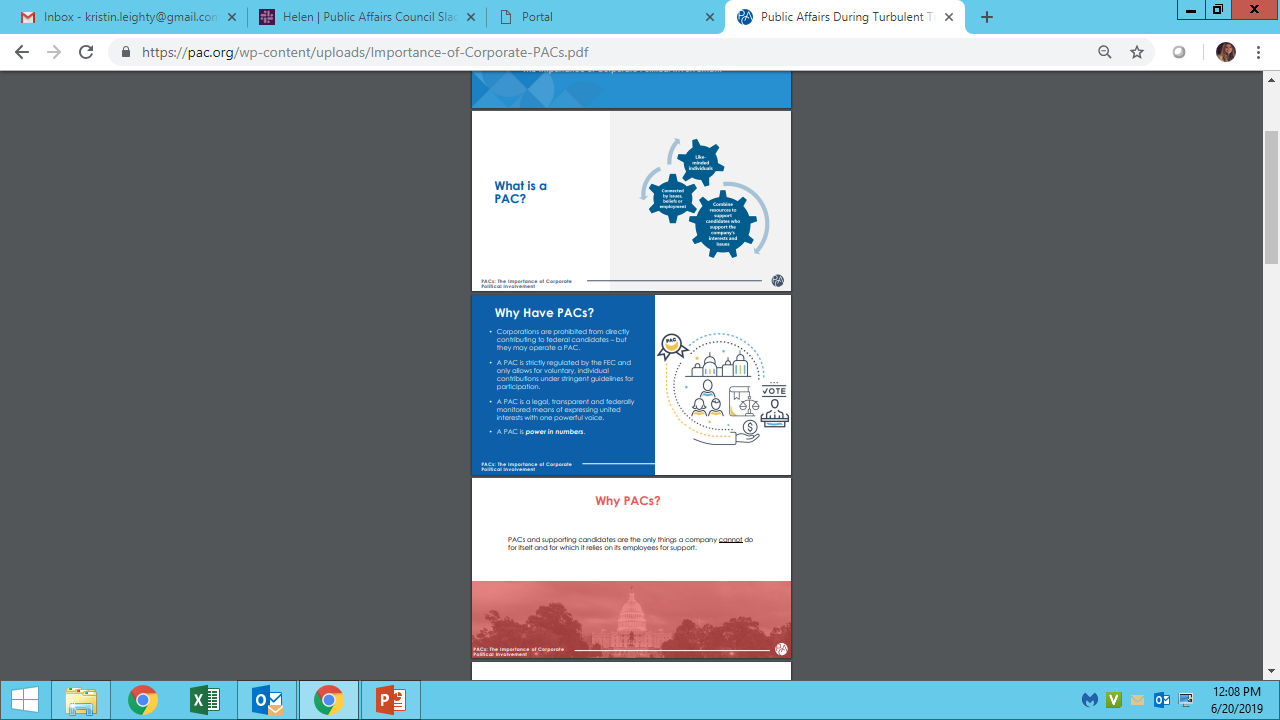 Inbox - kristin.leighty@gmail.con
Helen | Public Affairs Council Slac
Portal
Public Affairs During Turbulent Ti
https://pac.org/wp-content/uploads/Importance-of-Corporate-PACs.pdf
What is a
PAC?
Like-
minded
individuals
Connected
by issues,
beliefs or
employment
Combine
resources to
support
candidates who
support the
company's
interests and
issues
PACs: The Importance of Corporate
Political Involvement
PA
Why Have PACs?
• Corporations are prohibited from directly
contributing to federal candidates – but
they may operate a PAC.
• A PAC is strictly regulated by the FEC and
only allows for voluntary, individual
contributions under stringent guidelines for
participation.
• A PAC is a legal, transparent and federally
monitored means of expressing united
interests with one powerful voice.
• A PAC is power in numbers.
PAC
VOTE
$
PACs: The Importance of Corporate
Political Involvement
Why PACs?
PACs and supporting candidates are the only things a company cannot do
for itself and for which it relies on its employees for support.
PACs: The Importance of Corporate
Political Involvement
PA
12:08 PM
6/20/2019